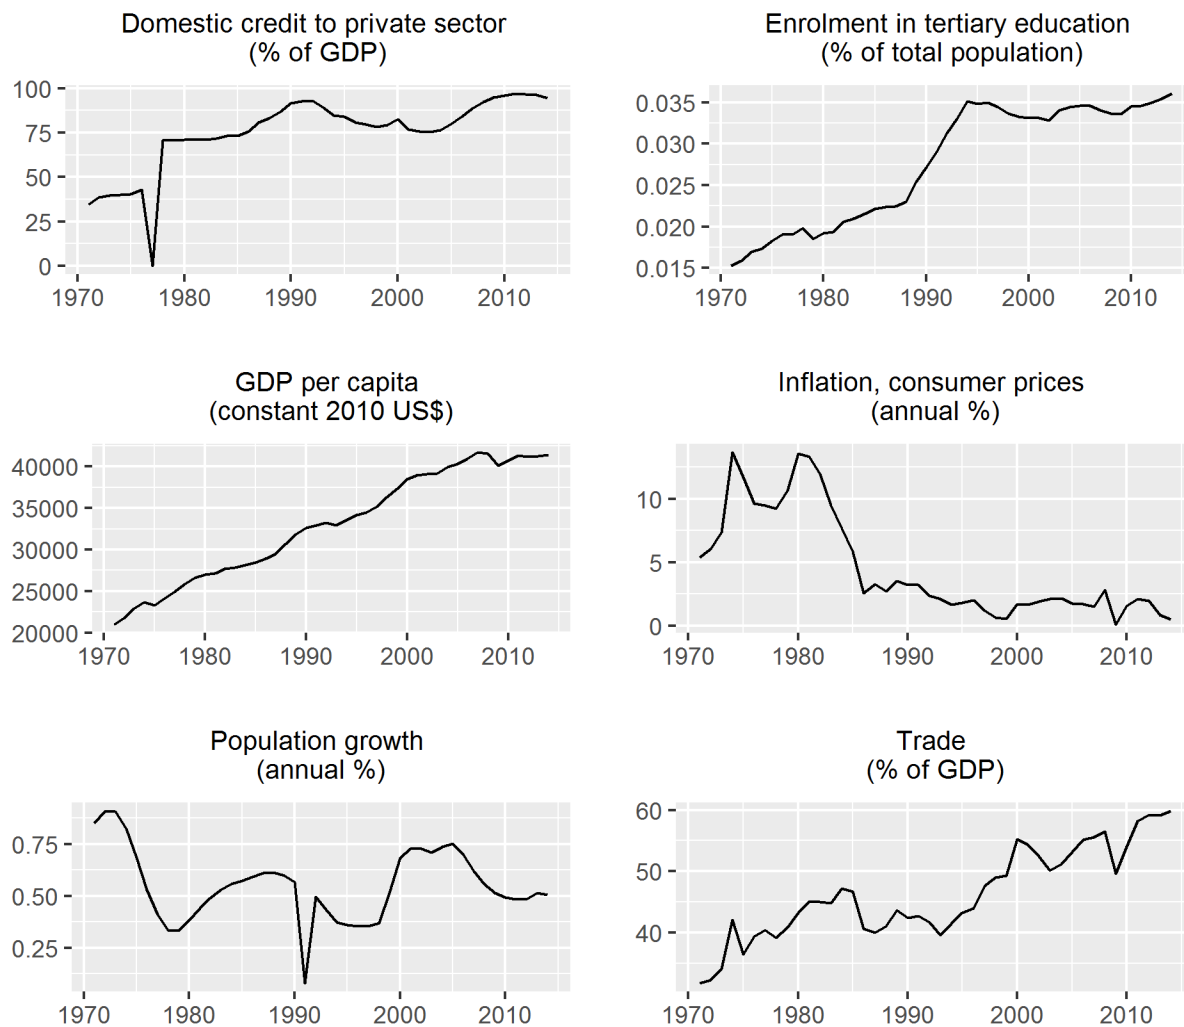 Domestic credit to private sector
(% of GDP)
100
75
50
25
0
1970 1980 1990 2000 2010
Enrolment in tertiary education
(% of total population)
0.035
0.030
0.025
0.020
0.015
1970 1980 1990 2000 2010
GDP per capita
(constant 2010 US$)
40000
35000
30000
25000
20000
1970 1980 1990 2000 2010
Inflation, consumer prices
(annual %)
10
5
0
1970 1980 1990 2000 2010
Population growth
(annual %)
0.75
0.50
0.25
1970 1980 1990 2000 2010
Trade
(% of GDP)
60
50
40
1970 1980 1990 2000 2010